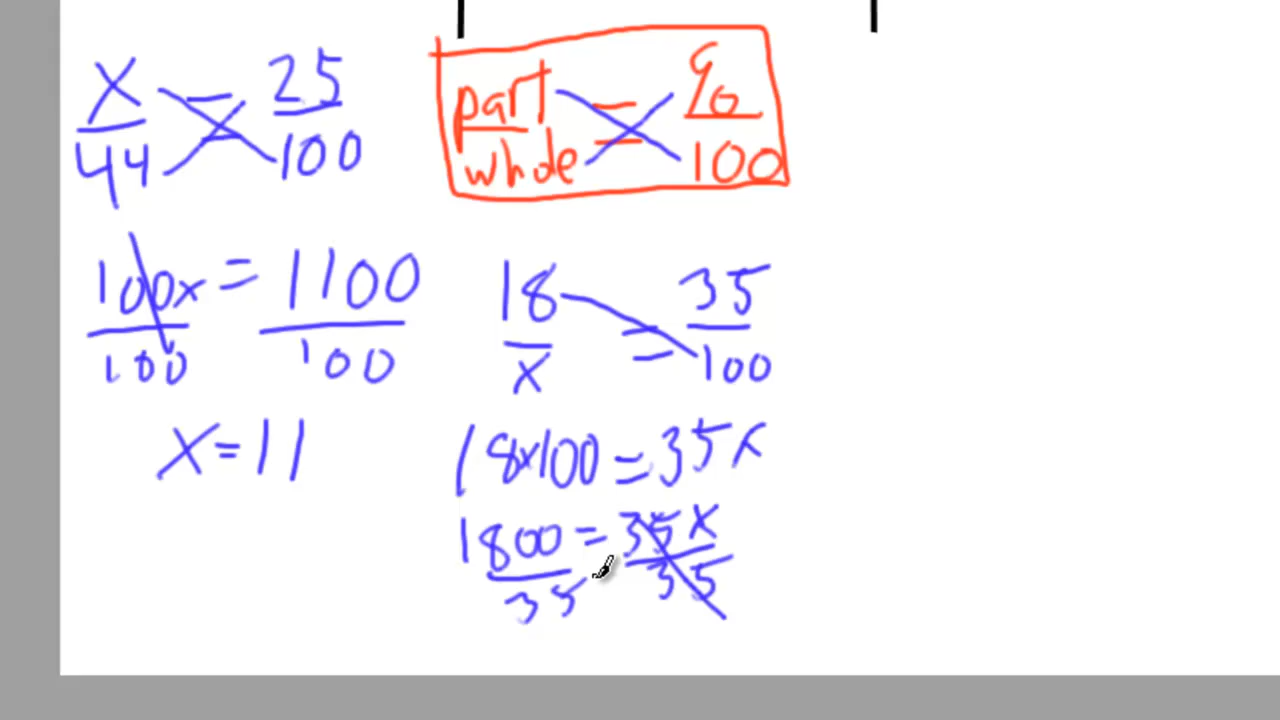 x/44 = 25/100
100x/100 = 1100/100
x = 11
part/whole = %/100
18/x = 35/100
18x100 = 35x
1800/35 = 35x/35